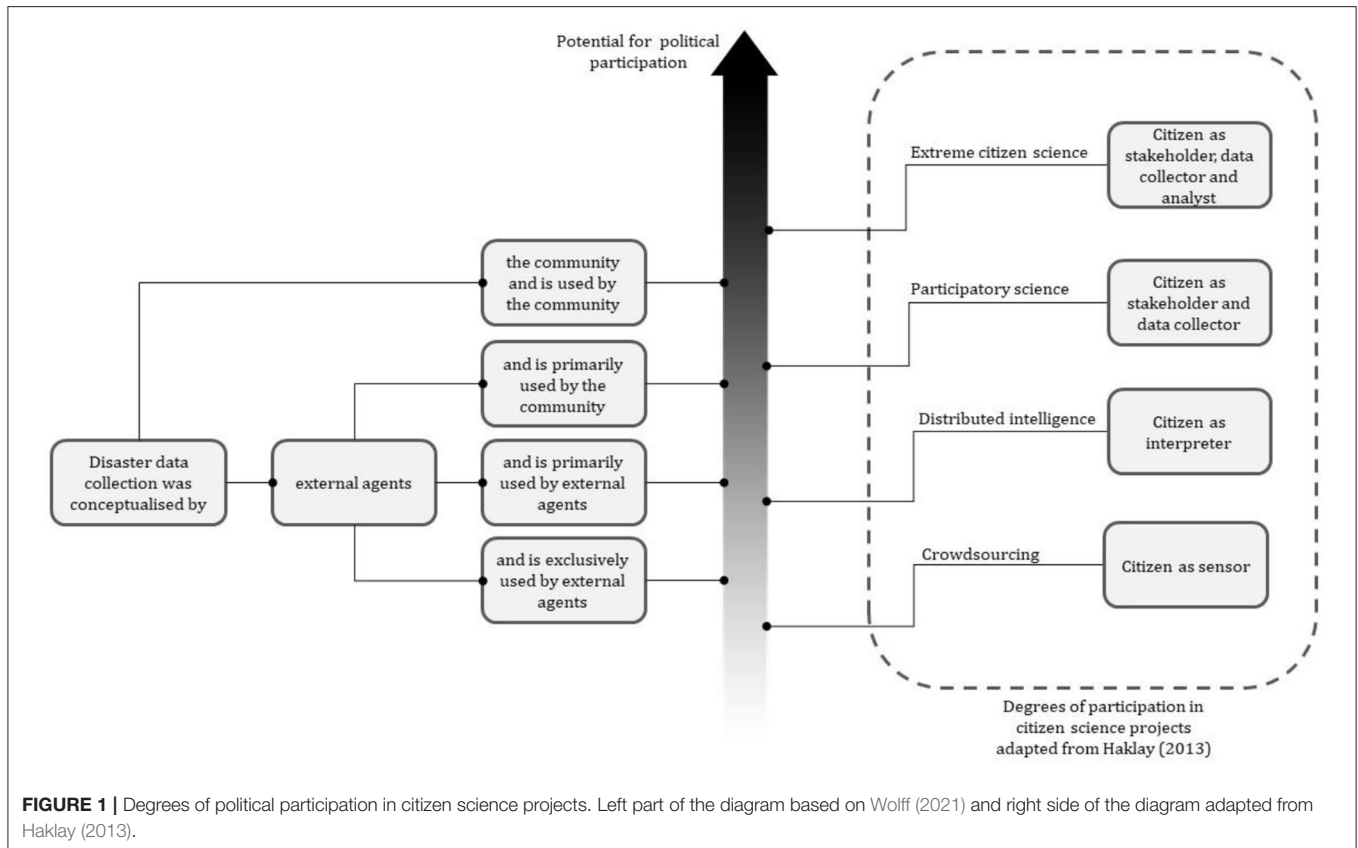 Potential for political
participation
Extreme citizen science
Citizen as
stakeholder, data
collector and
analyst
the community
and is used by
the community
Participatory science
Citizen as
stakeholder and
data collector
and is primarily
used by the
community
Distributed intelligence
Citizen as
interpreter
Disaster data
collection was
conceptualised by
external agents
and is primarily
used by external
agents
and is exclusively
used by external
agents
Crowdsourcing
Citizen as sensor
Degrees of participation in
citizen science projects
adapted from Haklay (2013)
FIGURE 1 | Degrees of political participation in citizen science projects. Left part of the diagram based on Wolff (2021) and right side of the diagram adapted from
Haklay (2013).